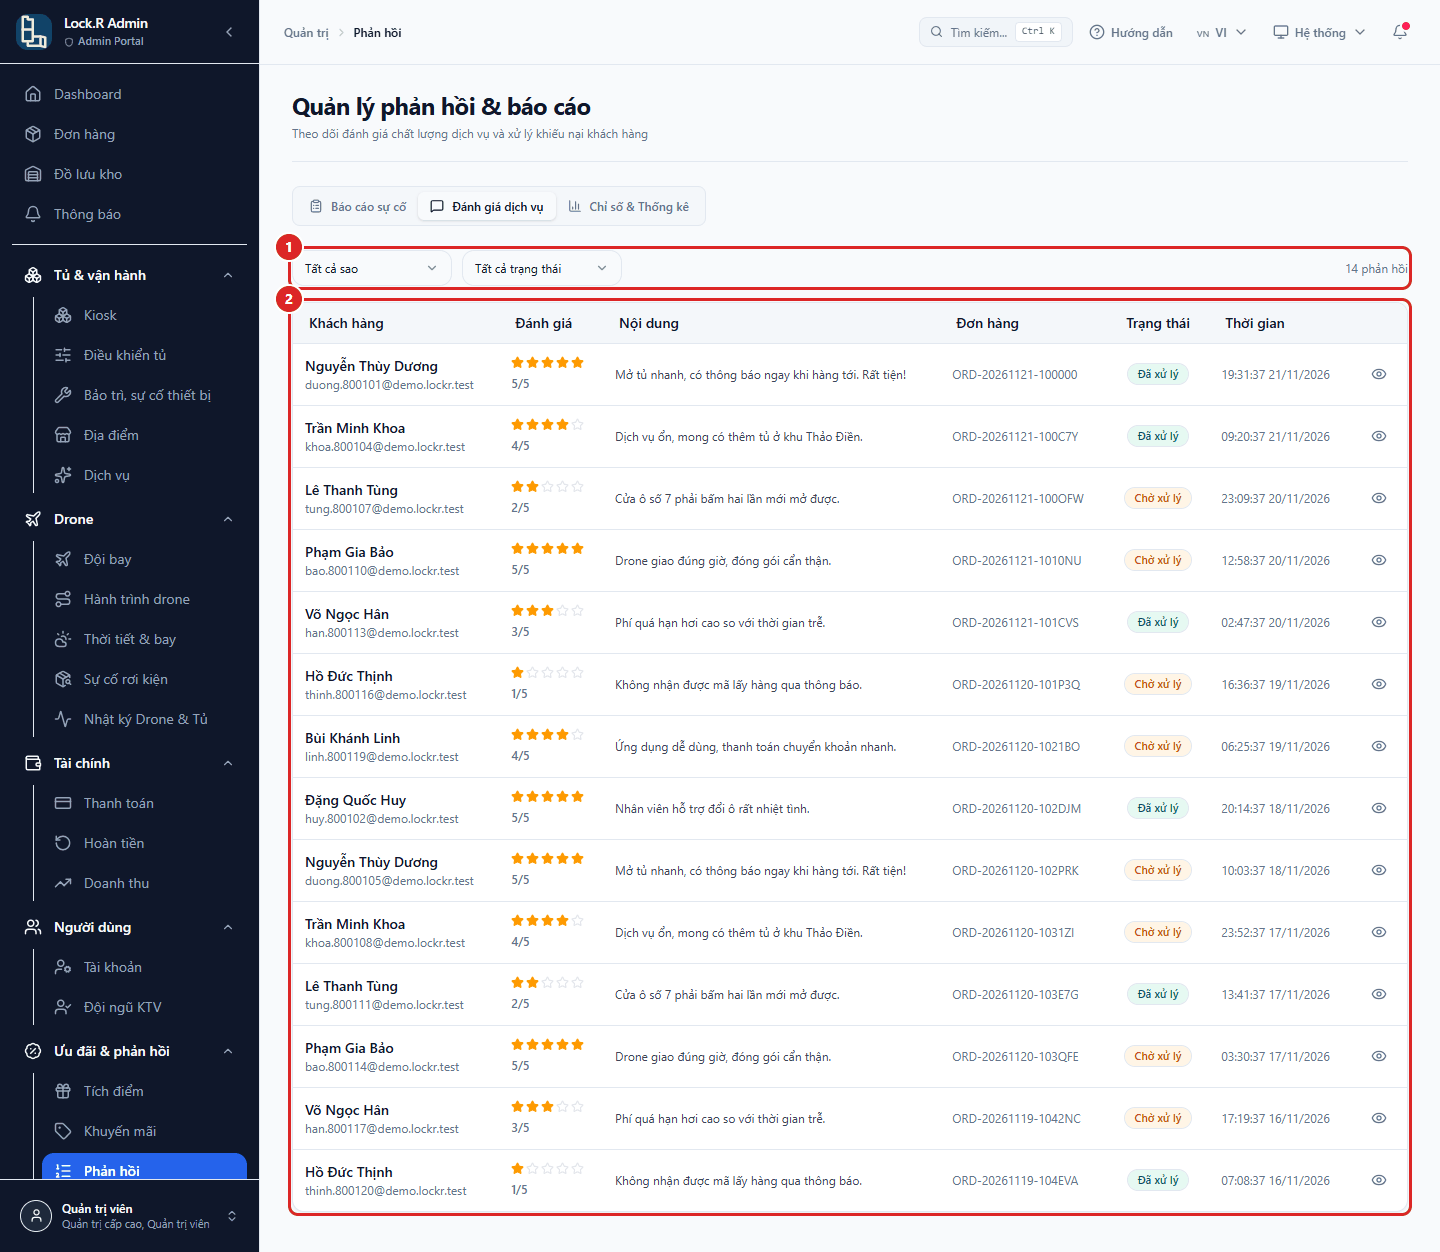 Lock.R Admin
Admin Portal
Dashboard
Đơn hàng
Đồ lưu kho
Thông báo
Tủ & vận hành
Kiosk
Điều khiển tủ
Bảo trì, sự cố thiết bị
Địa điểm
Dịch vụ
Drone
Đội bay
Hành trình drone
Thời tiết & bay
Sự cố rơi kiện
Nhật ký Drone & Tủ
Tài chính
Thanh toán
Hoàn tiền
Doanh thu
Người dùng
Tài khoản
Đội ngũ KTV
Ưu đãi & phản hồi
Tích điểm
Khuyến mãi
Phản hồi
Quản trị viên
Quản trị cấp cao, Quản trị viên
Quản trị > Phản hồi
Tìm kiếm... Ctrl K
Hướng dẫn
VN VI
Hệ thống
Quản lý phản hồi & báo cáo
Theo dõi đánh giá chất lượng dịch vụ và xử lý khiếu nại khách hàng
Báo cáo sự cố Đánh giá dịch vụ Chỉ số & Thống kê
1
Tất cả sao Tất cả trạng thái 14 phản hồi
2
Khách hàng Đánh giá Nội dung Đơn hàng Trạng thái Thời gian
Nguyễn Thùy Dương
duong.800101@demo.lockr.test 5/5 Mở tủ nhanh, có thông báo ngay khi hàng tới. Rất tiện! ORD-20261121-100000 Đã xử lý 19:31:37 21/11/2026
Trần Minh Khoa
khoa.800104@demo.lockr.test 4/5 Dịch vụ ổn, mong có thêm tủ ở khu Thảo Điền. ORD-20261121-100C7Y Đã xử lý 09:20:37 21/11/2026
Lê Thanh Tùng
tung.800107@demo.lockr.test 2/5 Cửa ô số 7 phải bấm hai lần mới mở được. ORD-20261121-100OFW Chờ xử lý 23:09:37 20/11/2026
Phạm Gia Bảo
bao.800110@demo.lockr.test 5/5 Drone giao đúng giờ, đóng gói cẩn thận. ORD-20261121-1010NU Chờ xử lý 12:58:37 20/11/2026
Võ Ngọc Hân
han.800113@demo.lockr.test 3/5 Phí quá hạn hơi cao so với thời gian trễ. ORD-20261121-101CVS Đã xử lý 02:47:37 20/11/2026
Hồ Đức Thịnh
thinh.800116@demo.lockr.test 1/5 Không nhận được mã lấy hàng qua thông báo. ORD-20261120-101P3Q Chờ xử lý 16:36:37 19/11/2026
Bùi Khánh Linh
linh.800119@demo.lockr.test 4/5 Ứng dụng dễ dùng, thanh toán chuyển khoản nhanh. ORD-20261120-1021BO Chờ xử lý 06:25:37 19/11/2026
Đặng Quốc Huy
huy.800102@demo.lockr.test 5/5 Nhân viên hỗ trợ đổi ô rất nhiệt tình. ORD-20261120-102DJM Đã xử lý 20:14:37 18/11/2026
Nguyễn Thùy Dương
duong.800105@demo.lockr.test 5/5 Mở tủ nhanh, có thông báo ngay khi hàng tới. Rất tiện! ORD-20261120-102PRK Chờ xử lý 10:03:37 18/11/2026
Trần Minh Khoa
khoa.800108@demo.lockr.test 4/5 Dịch vụ ổn, mong có thêm tủ ở khu Thảo Điền. ORD-20261120-1031ZI Chờ xử lý 23:52:37 17/11/2026
Lê Thanh Tùng
tung.800111@demo.lockr.test 2/5 Cửa ô số 7 phải bấm hai lần mới mở được. ORD-20261120-103E7G Đã xử lý 13:41:37 17/11/2026
Phạm Gia Bảo
bao.800114@demo.lockr.test 5/5 Drone giao đúng giờ, đóng gói cẩn thận. ORD-20261120-103QFE Chờ xử lý 03:30:37 17/11/2026
Võ Ngọc Hân
han.800117@demo.lockr.test 3/5 Phí quá hạn hơi cao so với thời gian trễ. ORD-20261119-1042NC Chờ xử lý 17:19:37 16/11/2026
Hồ Đức Thịnh
thinh.800120@demo.lockr.test 1/5 Không nhận được mã lấy hàng qua thông báo. ORD-20261119-104EVA Đã xử lý 07:08:37 16/11/2026